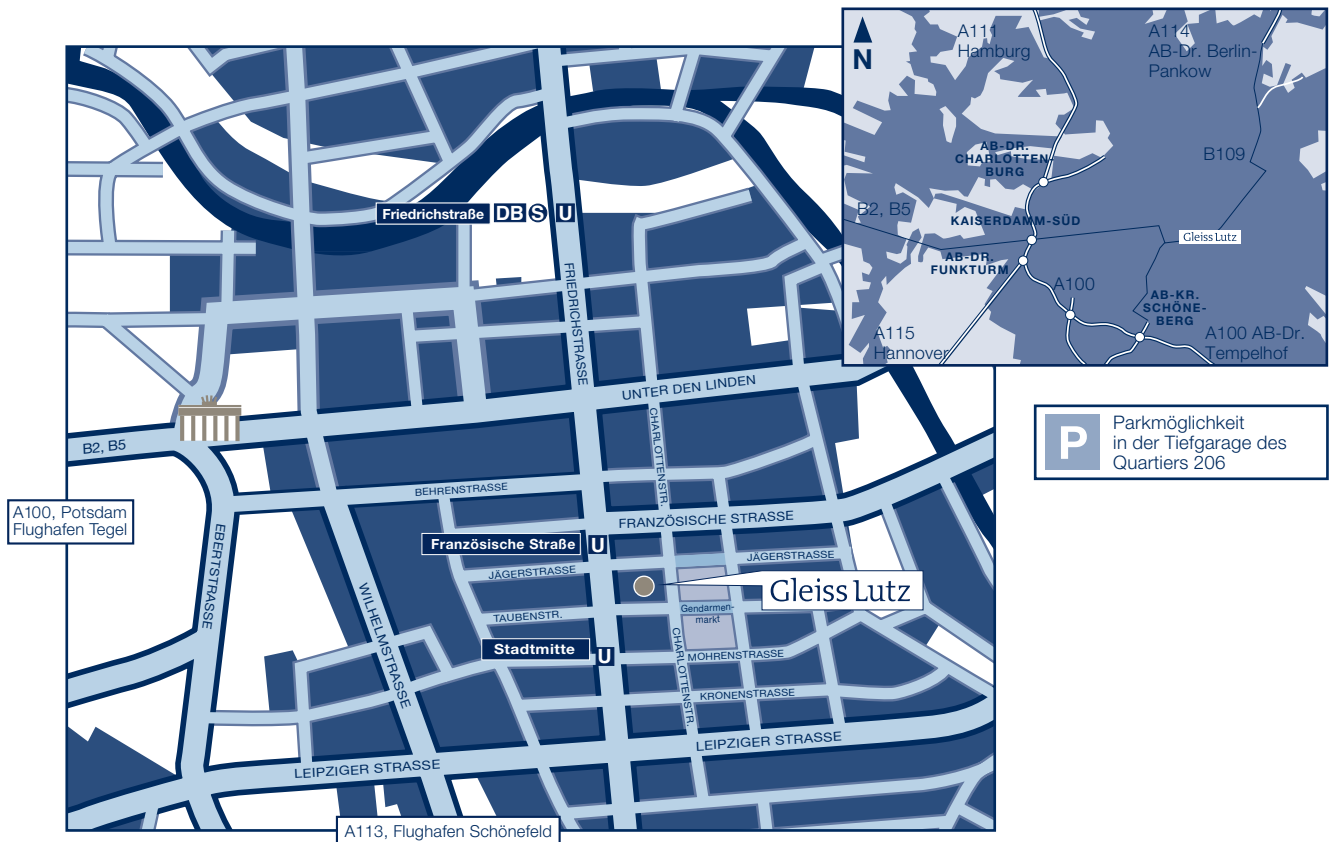 A111
Hamburg
A114
AB-Dr. Berlin-
Pankow
N
AB-DR.
CHARLOTTEN-
BURG
B109
B2, B5
KAISERDAMM-SÜD
Gleiss Lutz
AB-DR.
FUNKTURM
A100
AB-KR.
SCHÖNE-
BERG
A115
Hannover
A100 AB-Dr.
Tempelhof
Friedrichstraße DB S U
FRIEDRICHSTRASSE
UNTER DEN LINDEN
CHARLOTTENSTR.
B2, B5
BEHRENSTRASSE
FRANZÖSISCHE STRASSE
Französische Straße U
JÄGERSTRASSE
JÄGERSTRASSE
Gleiss Lutz
TAUBENSTR.
Gendarmen-
markt
Stadtmitte U
MOHRENSTRASSE
CHARLOTTENSTR.
KRONENSTRASSE
EBERTSTRASSE
WILHELMSTRASSE
LEIPZIGER STRASSE
LEIPZIGER STRASSE
A100, Potsdam
Flughafen Tegel
A113, Flughafen Schönefeld
P
Parkmöglichkeit
in der Tiefgarage des
Quartiers 206